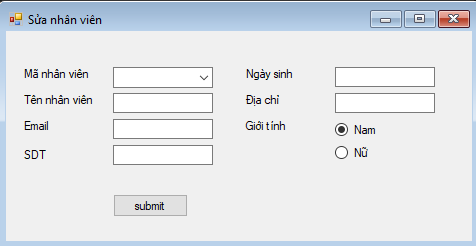 Sửa nhân viên
Mã nhân viên
Tên nhân viên
Email
SDT
Ngày sinh
Địa chỉ
Giới tính
Nam
Nữ
submit